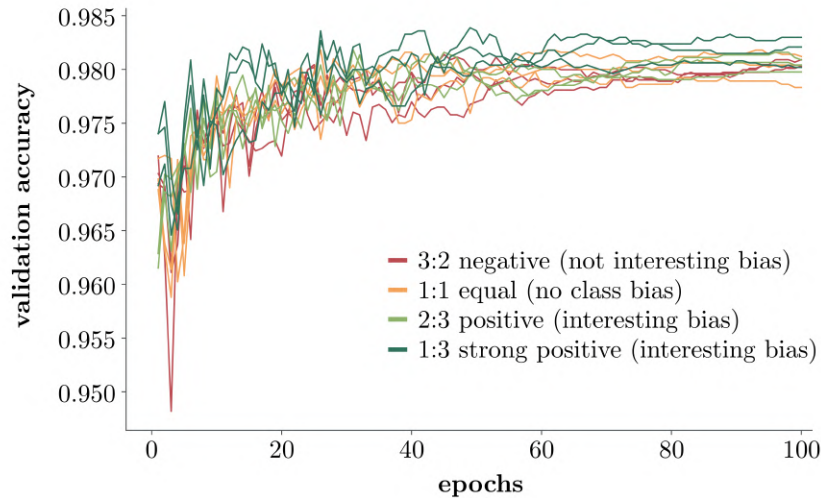 0.985
0.980
0.975
0.970
0.965
0.960
0.955
0.950
validation accuracy
3:2 negative (not interesting bias)
1:1 equal (no class bias)
2:3 positive (interesting bias)
1:3 strong positive (interesting bias)
0 20 40 60 80 100
epochs